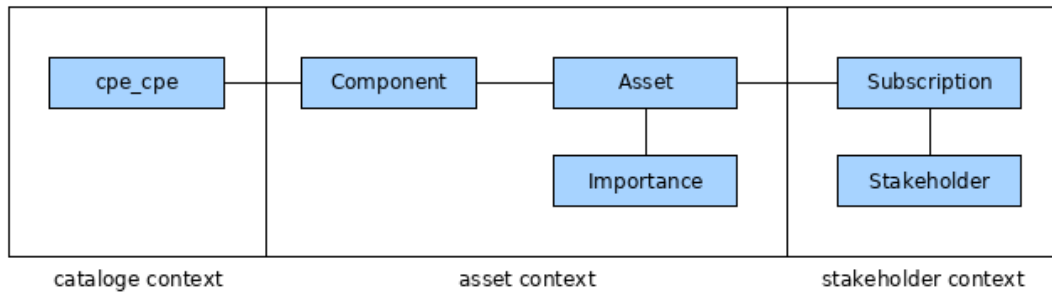 cpe_cpe
Component
Asset
Subscription
Importance
Stakeholder
cataloge context
asset context
stakeholder context